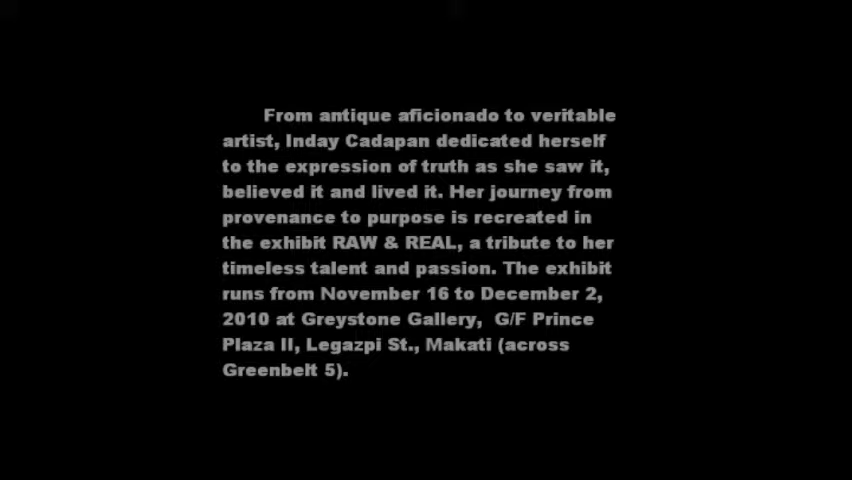 From antique aficionado to veritable
artist, Inday Cadapan dedicated herself
to the expression of truth as she saw it,
believed it and lived it. Her journey from
provenance to purpose is recreated in
the exhibit RAW & REAL, a tribute to her
timeless talent and passion. The exhibit
runs from November 16 to December 2,
2010 at Greystone Gallery,  G/F Prince
Plaza II, Legazpi St., Makati (across
Greenbelt 5).